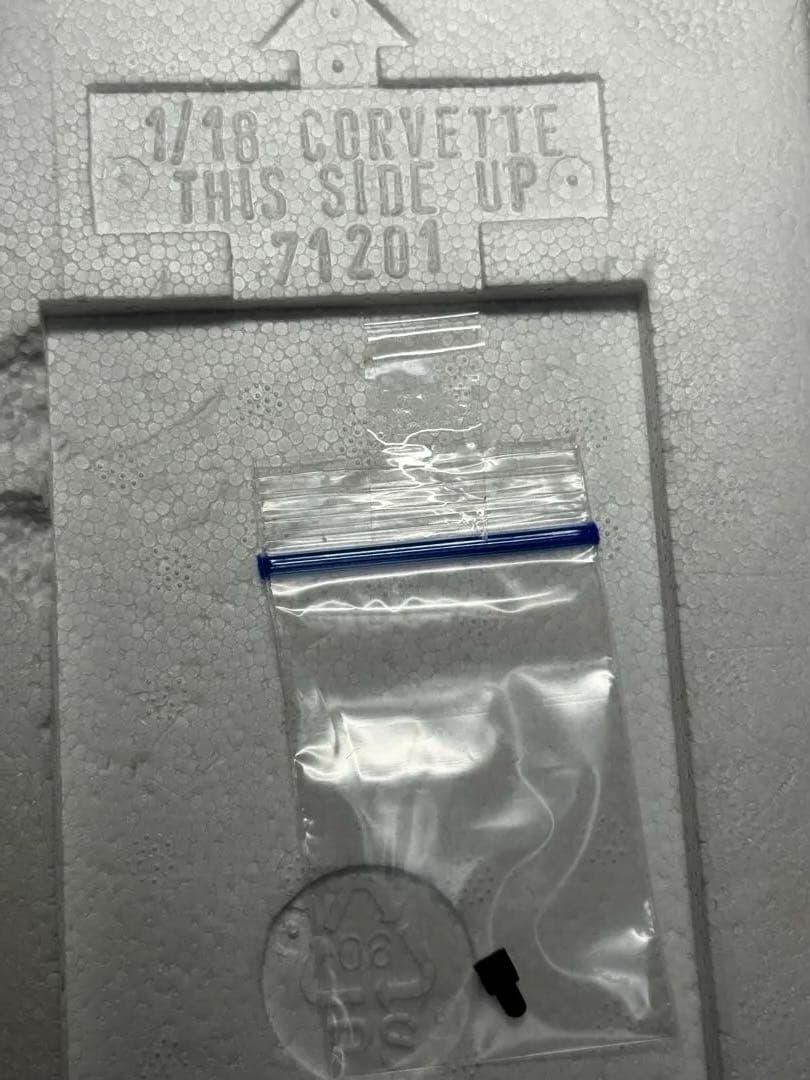 1/18 CORVETTE
THIS SIDE UP
71201